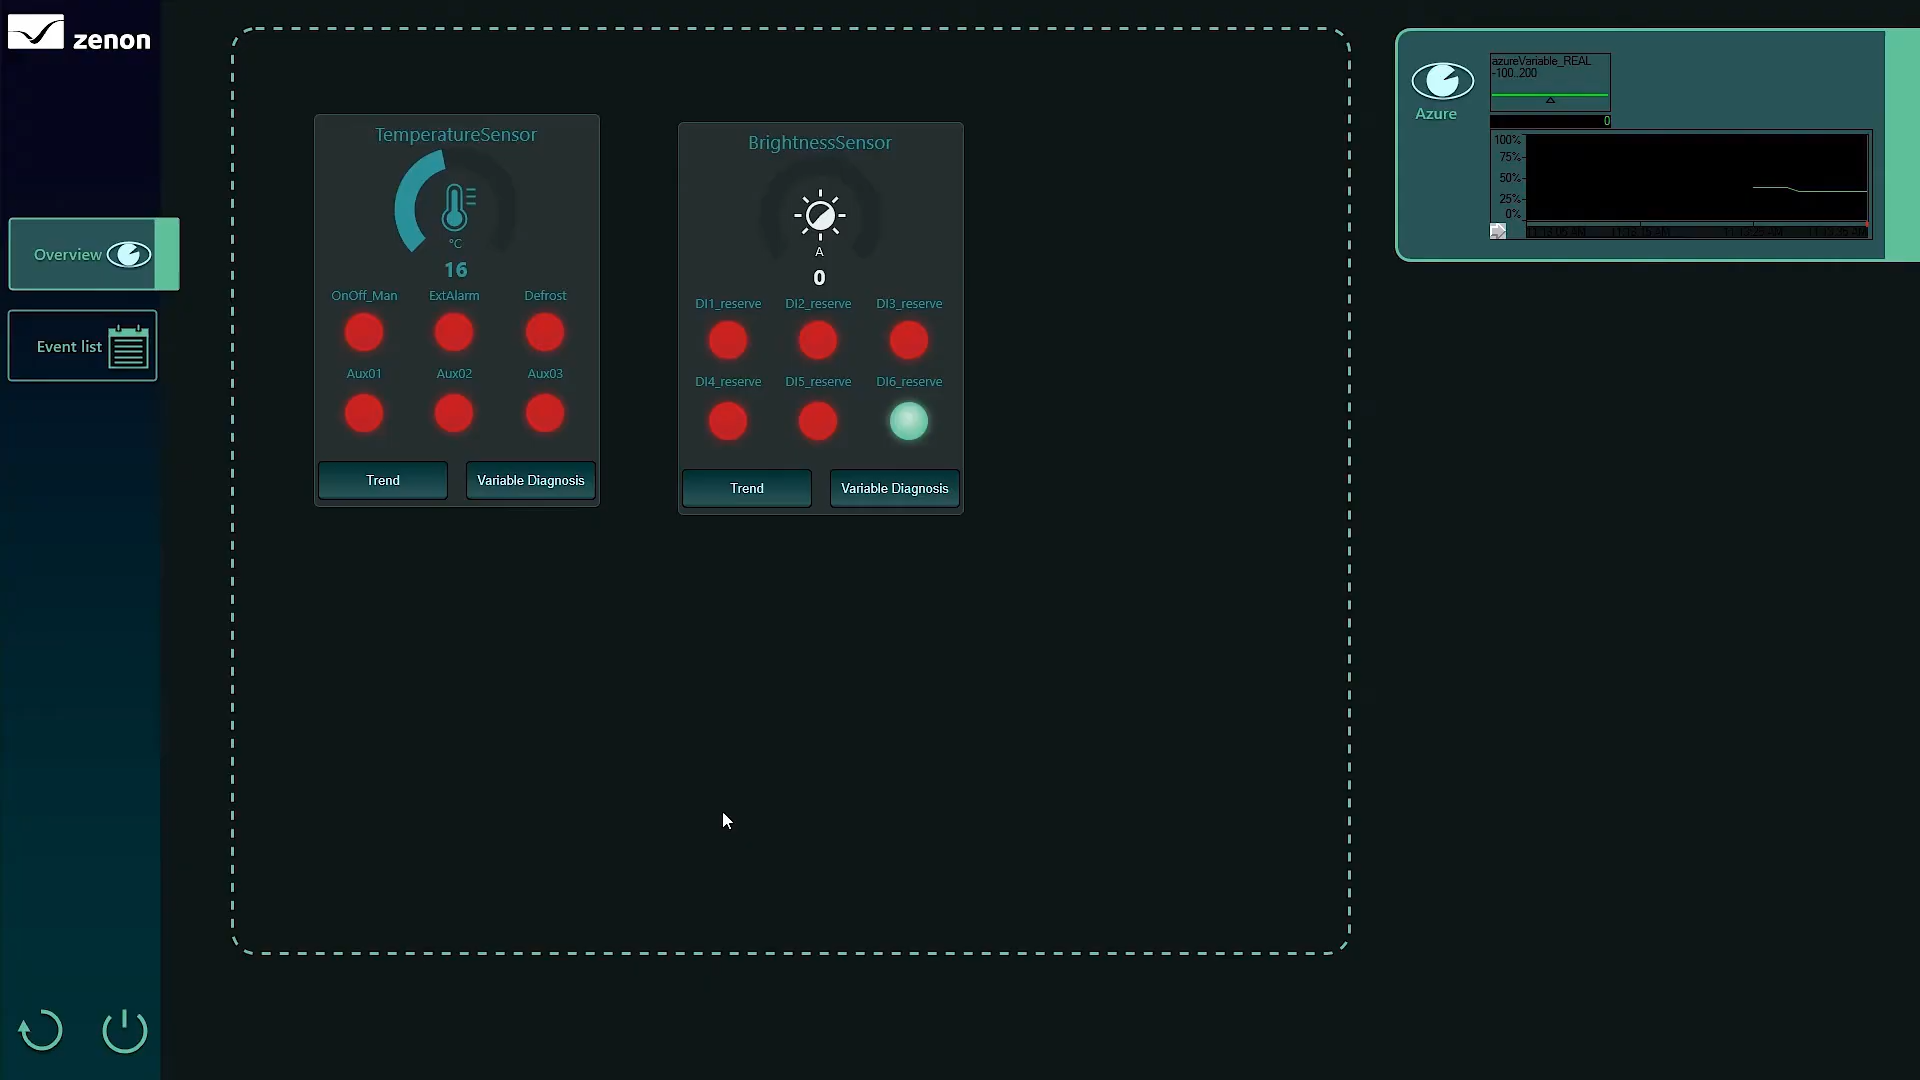 zenon
Overview
Event list
TemperatureSensor
°C
16
OnOff_Man ExtAlarm Defrost
Aux01 Aux02 Aux03
Trend Variable Diagnosis
BrightnessSensor
A
0
DI1_reserve DI2_reserve DI3_reserve
DI4_reserve DI5_reserve DI6_reserve
Trend Variable Diagnosis
Azure
azureVariable_REAL
-100..200
0
100%
75%
50%
25%
0%